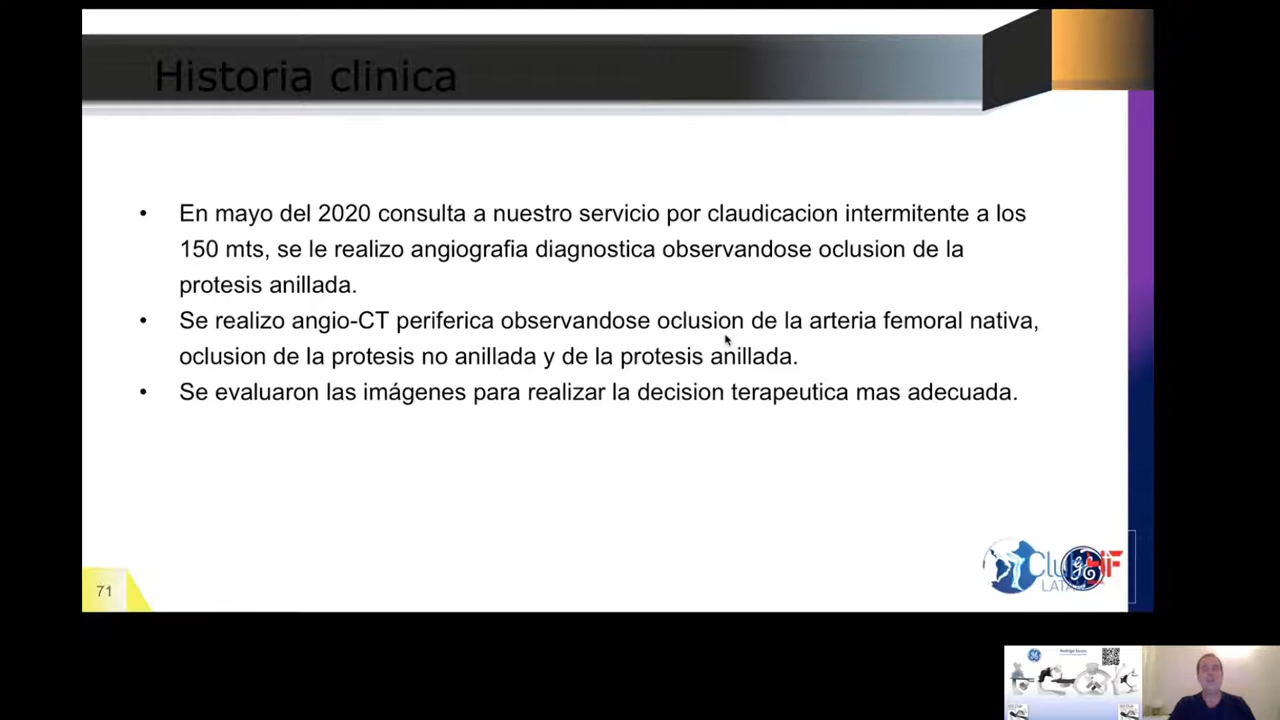 Historia clinica
• En mayo del 2020 consulta a nuestro servicio por claudicacion intermitente a los
150 mts, se le realizo angiografia diagnostica observandose oclusion de la
protesis anillada.
• Se realizo angio-CT periferica observandose oclusion de la arteria femoral nativa,
oclusion de la protesis no anillada y de la protesis anillada.
• Se evaluaron las imágenes para realizar la decision terapeutica mas adecuada.
71